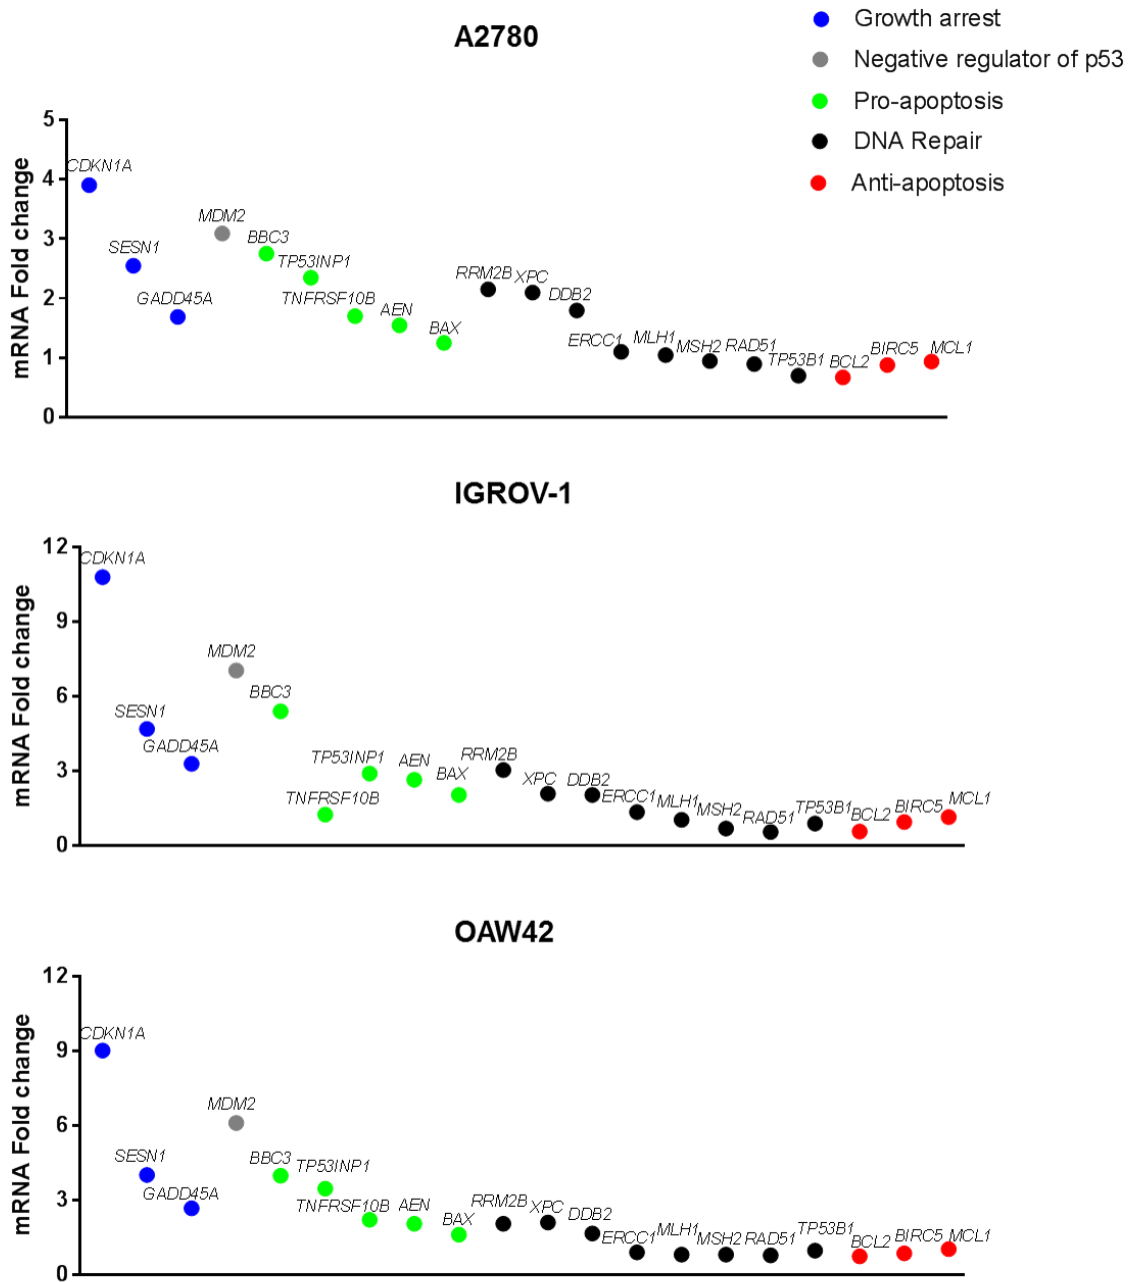 A2780
Growth arrest
Negative regulator of p53
Pro-apoptosis
DNA Repair
Anti-apoptosis
mRNA Fold change
5
4
3
2
1
0
CDKN1A
SESN1
GADD45A
MDM2
BBC3
TP53INP1
TNFRSF10B
AEN
BAX
RRM2B
XPC
DDB2
ERCC1
MLH1
MSH2
RAD51
TP53B1
BCL2
BIRC5
MCL1
IGROV-1
mRNA Fold change
12
9
6
3
0
CDKN1A
SESN1
GADD45A
MDM2
BBC3
TNFRSF10B
TP53INP1
AEN
BAX
RRM2B
XPC
DDB2
ERCC1
MLH1
MSH2
RAD51
TP53B1
BCL2
BIRC5
MCL1
OAW42
mRNA Fold change
12
9
6
3
0
CDKN1A
SESN1
GADD45A
MDM2
BBC3
TP53INP1
TNFRSF10B
AEN
BAX
RRM2B
XPC
DDB2
ERCC1
MLH1
MSH2
RAD51
TP53B1
BCL2
BIRC5
MCL1